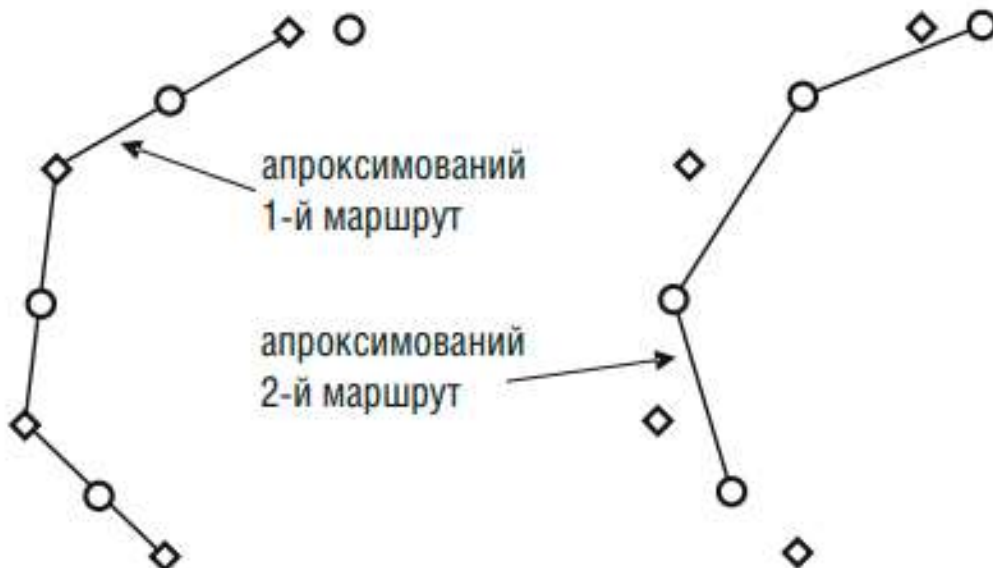 апроксимований
1-й маршрут
апроксимований
2-й маршрут